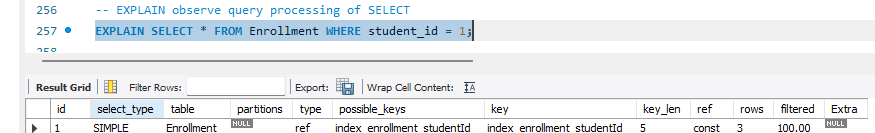 256 -- EXPLAIN observe query processing of SELECT
257 EXPLAIN SELECT * FROM Enrollment WHERE student_id = 1;
258
Result Grid Filter Rows: Export: Wrap Cell Content: IA
id select_type table partitions type possible_keys key key_len ref rows filtered Extra
1 SIMPLE Enrollment NULL ref index_enrollment_studentId index_enrollment_studentId 5 const 3 100.00 NULL